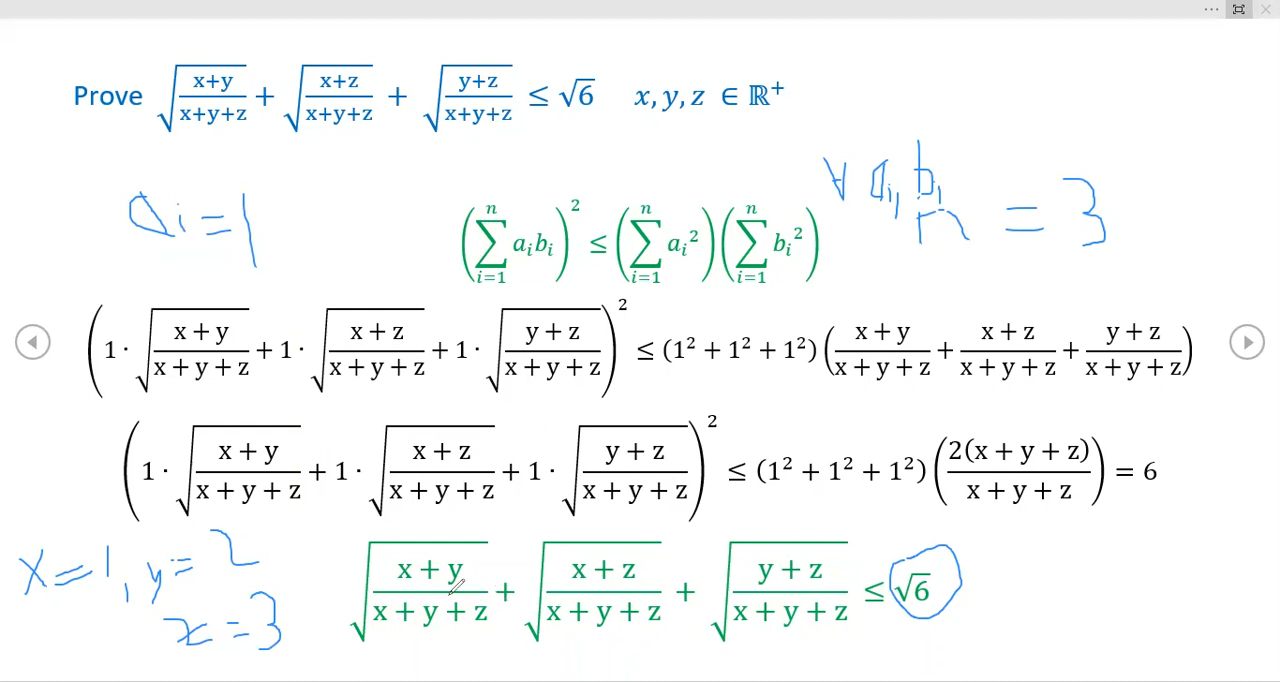 Prove √((x+y)/(x+y+z)) + √((x+z)/(x+y+z)) + √((y+z)/(x+y+z)) ≤ √6 x, y, z ∈ ℝ⁺
∀ aᵢ, bᵢ
aᵢ = 1
n = 3
(∑ᵢ₌₁ⁿ aᵢbᵢ)² ≤ (∑ᵢ₌₁ⁿ aᵢ²)(∑ᵢ₌₁ⁿ bᵢ²)
(1·√((x+y)/(x+y+z)) + 1·√((x+z)/(x+y+z)) + 1·√((y+z)/(x+y+z)))² ≤ (1² + 1² + 1²)((x+y)/(x+y+z) + (x+z)/(x+y+z) + (y+z)/(x+y+z))
(1·√((x+y)/(x+y+z)) + 1·√((x+z)/(x+y+z)) + 1·√((y+z)/(x+y+z)))² ≤ (1² + 1² + 1²)(2(x+y+z)/(x+y+z)) = 6
x = 1, y = 2
z = 3
√((x+y)/(x+y+z)) + √((x+z)/(x+y+z)) + √((y+z)/(x+y+z)) ≤ √6